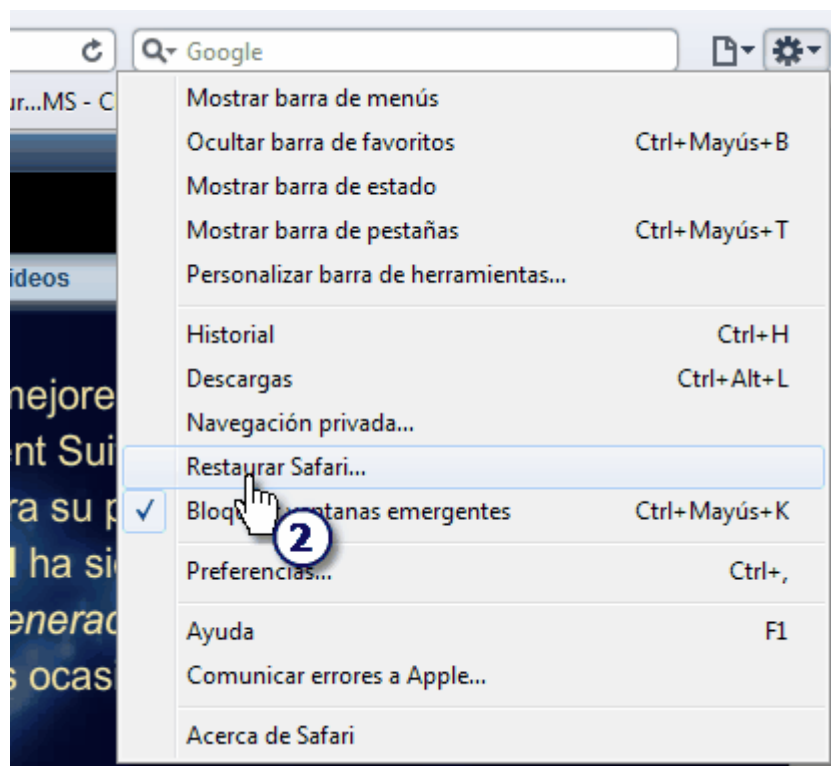 Google
ur...MS - C
Mostrar barra de menús
Ocultar barra de favoritos Ctrl+Mayús+B
Mostrar barra de estado
Mostrar barra de pestañas Ctrl+Mayús+T
ideos
Personalizar barra de herramientas...
Historial Ctrl+H
Descargas Ctrl+Alt+L
mejore
Navegación privada...
nt Sui
Restaurar Safari...
ra su p
✓ Bloquear ventanas emergentes Ctrl+Mayús+K
2
l ha si
Preferencias... Ctrl+,
enerac
Ayuda F1
s ocasi
Comunicar errores a Apple...
Acerca de Safari